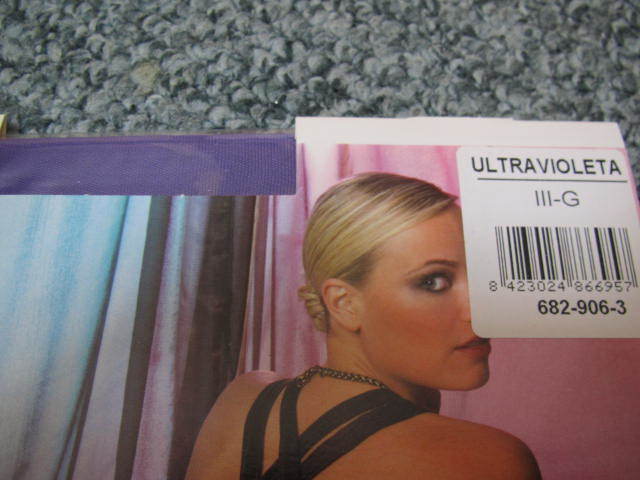 ULTRAVIOLETA
III-G
8 423024 866957
682-906-3